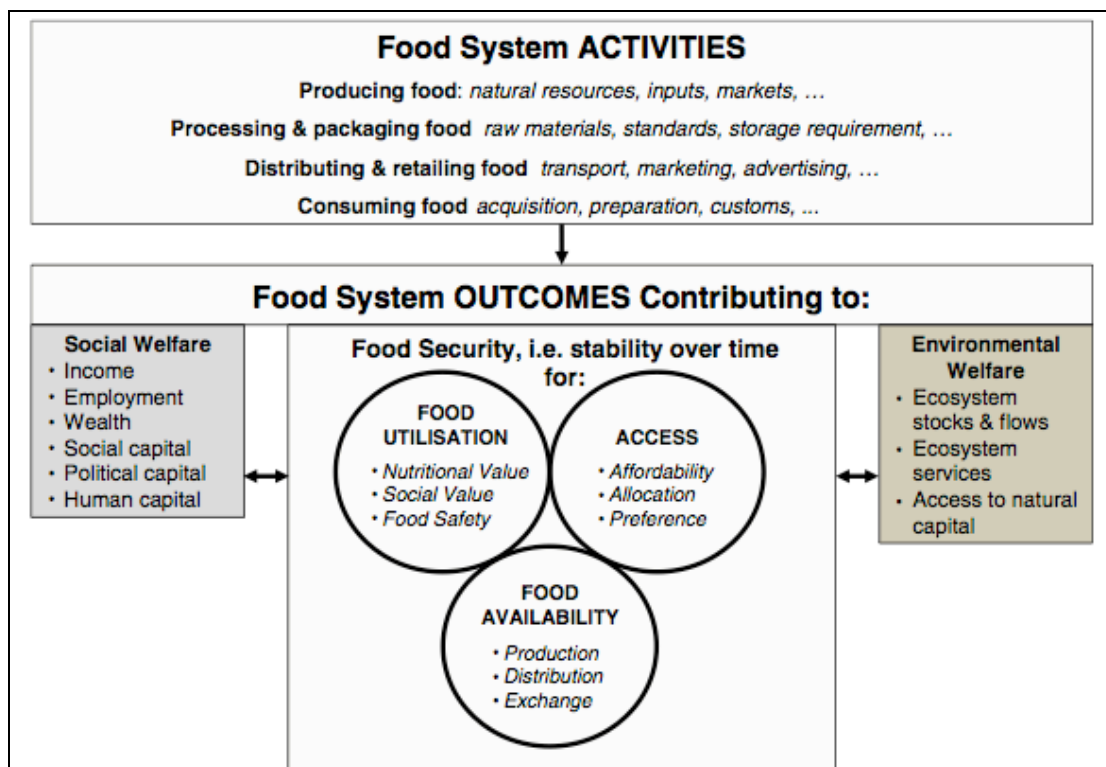 Food System ACTIVITIES
Producing food: natural resources, inputs, markets, …
Processing & packaging food raw materials, standards, storage requirement, …
Distributing & retailing food transport, marketing, advertising, …
Consuming food acquisition, preparation, customs, ...
Food System OUTCOMES Contributing to:
Social Welfare
• Income
• Employment
• Wealth
• Social capital
• Political capital
• Human capital
Food Security, i.e. stability over time
for:
FOOD
UTILISATION
• Nutritional Value
• Social Value
• Food Safety
ACCESS
• Affordability
• Allocation
• Preference
FOOD
AVAILABILITY
• Production
• Distribution
• Exchange
Environmental
Welfare
• Ecosystem
stocks & flows
• Ecosystem
services
• Access to natural
capital